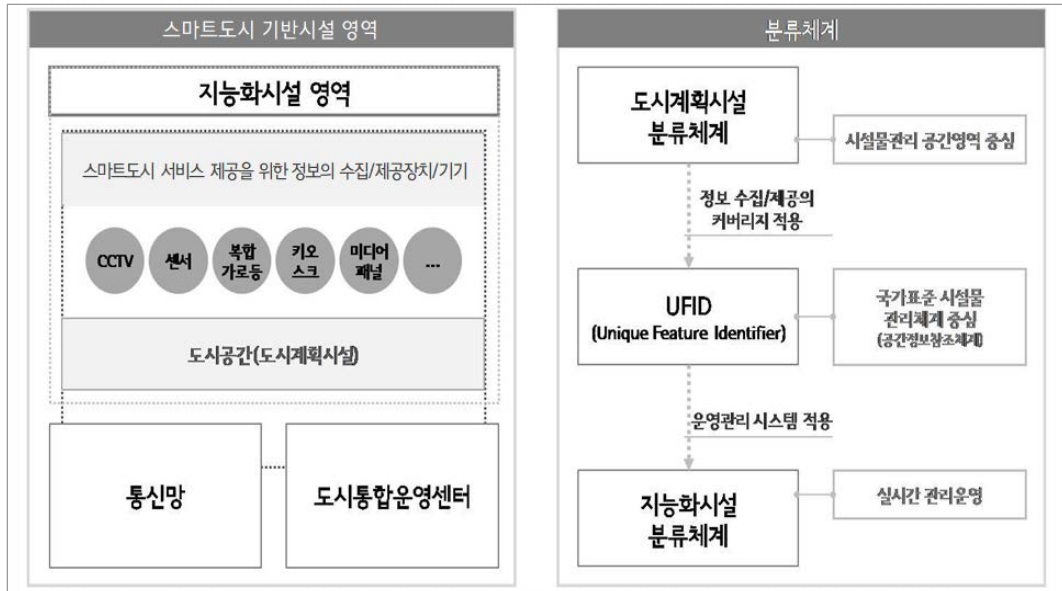 스마트도시 기반시설 영역
지능화시설 영역
스마트도시 서비스 제공을 위한 정보의 수집/제공장치/기기
CCTV
센서
복합
가로등
키오
스크
미디어
패널
...
도시공간(도시계획시설)
통신망
도시통합운영센터
분류체계
도시계획시설
분류체계
시설물관리 공간영역 중심
정보 수집/제공의
커버리지 적용
UFID
(Unique Feature Identifier)
국가표준 시설물
관리체계 중심
(공간정보참조체계)
운영관리 시스템 적용
지능화시설
분류체계
실시간 관리운영